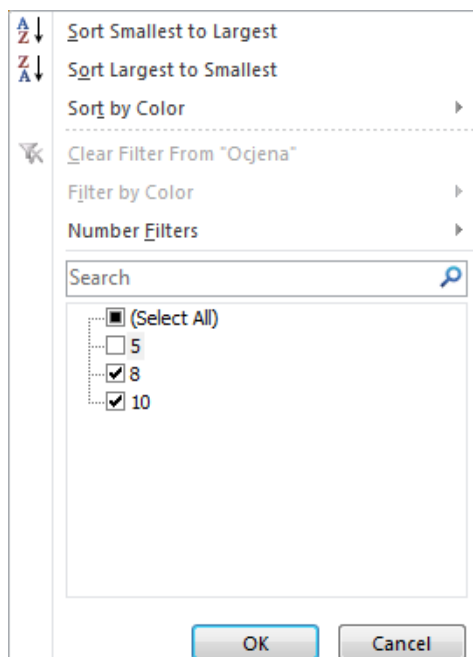 Sort Smallest to Largest
Sort Largest to Smallest
Sort by Color
Clear Filter From "Ocjena"
Filter by Color
Number Filters
Search
(Select All)
5
8
10
OK
Cancel